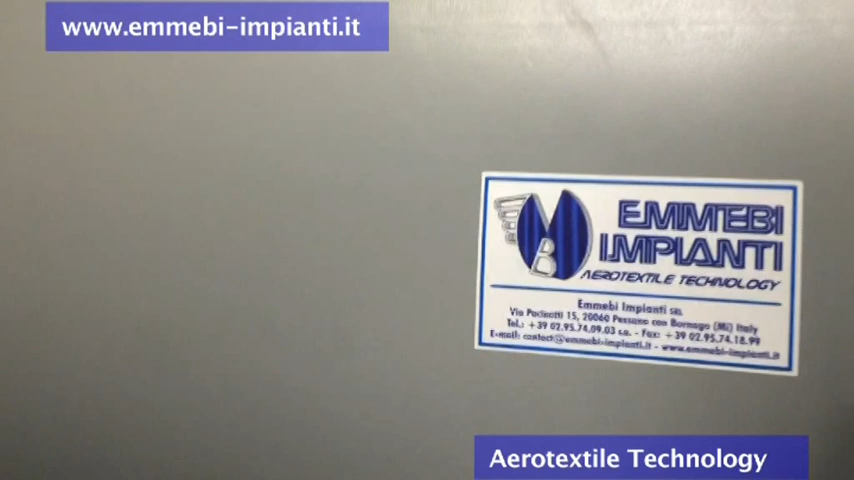 www.emmebi-impianti.it
EMMEBI
IMPIANTI
AEROTEXTILE TECHNOLOGY
Emmebi Impianti SRL
Via Pacinotti 15, 20060 Pessano con Bornago (Mi) Italy
Tel.: +39 02.95.74.09.03 r.a. - Fax: +39 02.95.74.18.99
E-mail: contact@emmebi-impianti.it - www.emmebi-impianti.it
Aerotextile Technology